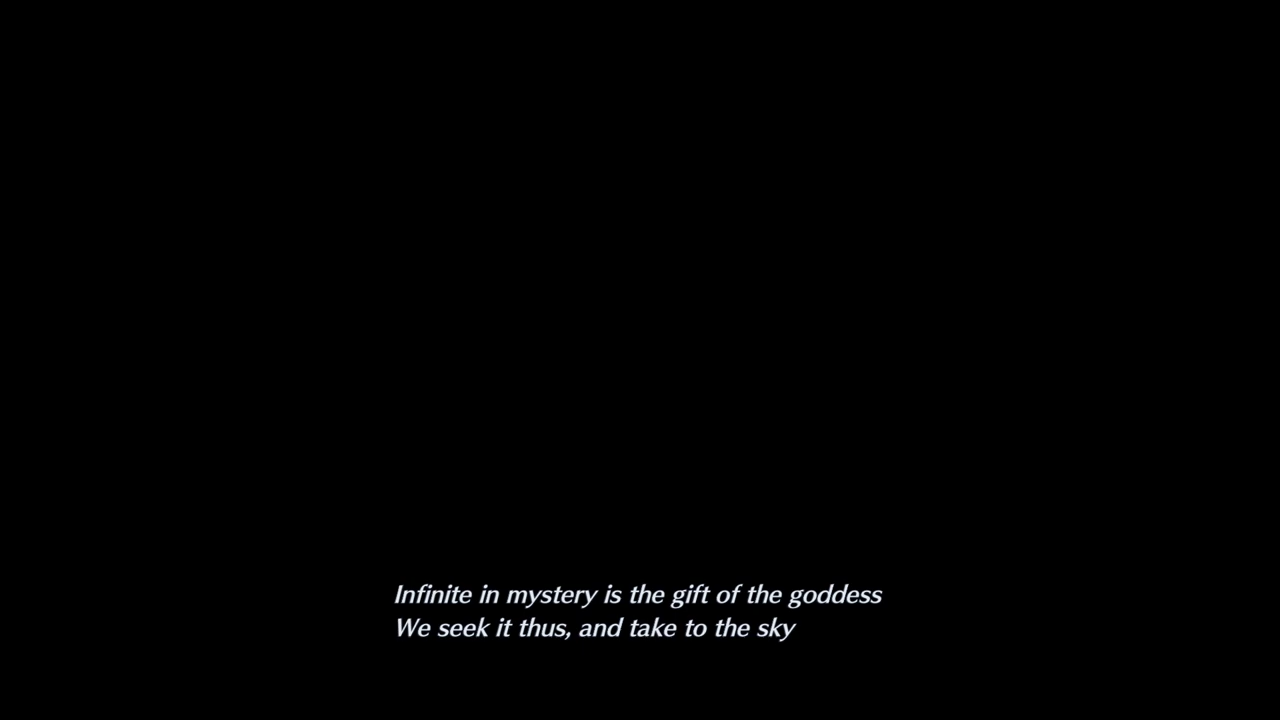 Infinite in mystery is the gift of the goddess
We seek it thus, and take to the sky